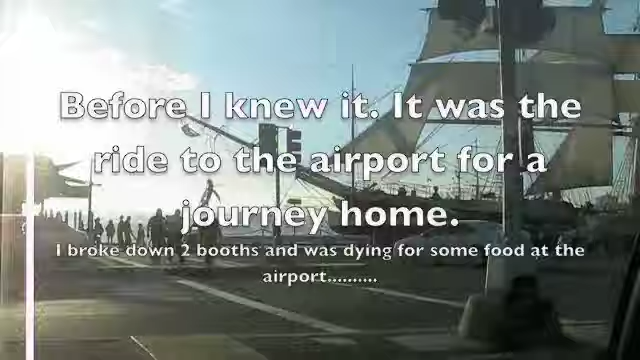 Before I knew it. It was the
ride to the airport for a
journey home.
I broke down 2 booths and was dying for some food at the
airport..........